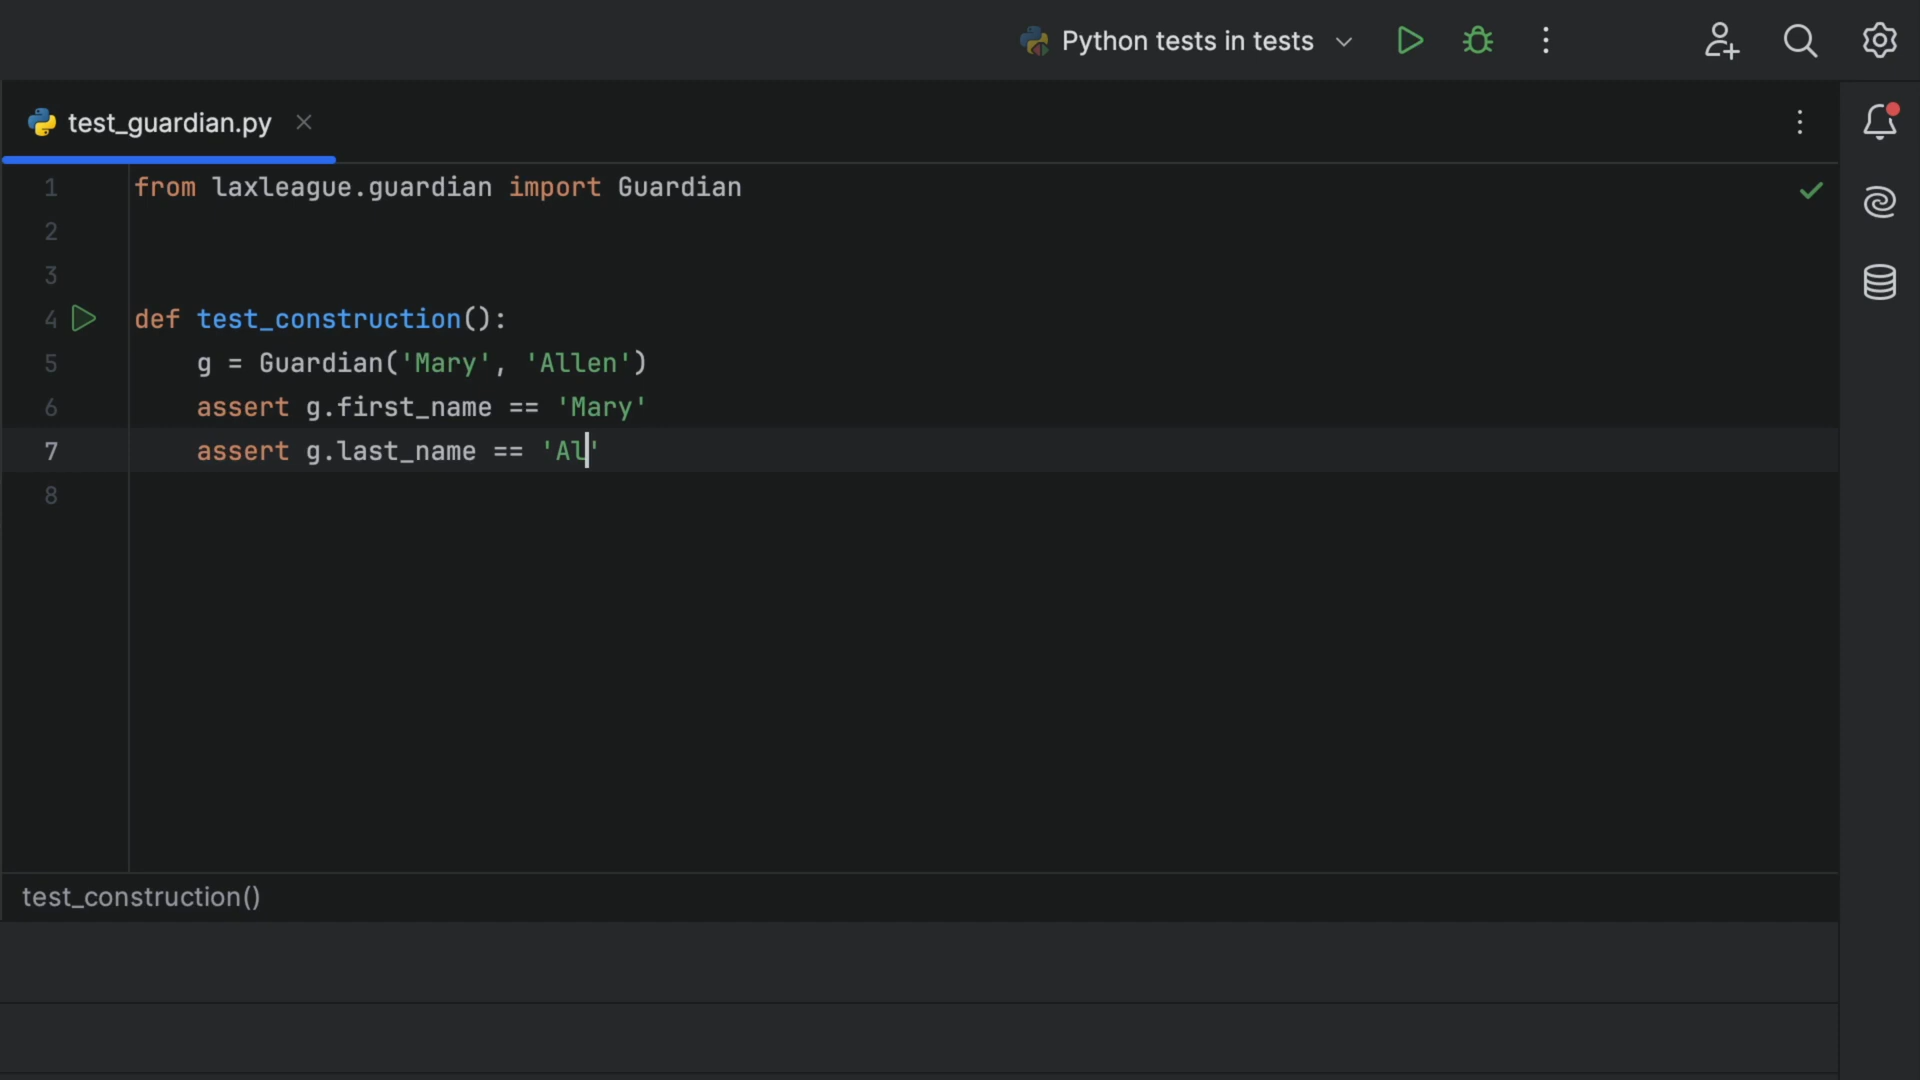 Python tests in tests
test_guardian.py
1 from laxleague.guardian import Guardian
2
3
4 def test_construction():
5     g = Guardian('Mary', 'Allen')
6     assert g.first_name == 'Mary'
7     assert g.last_name == 'Al'
8
test_construction()